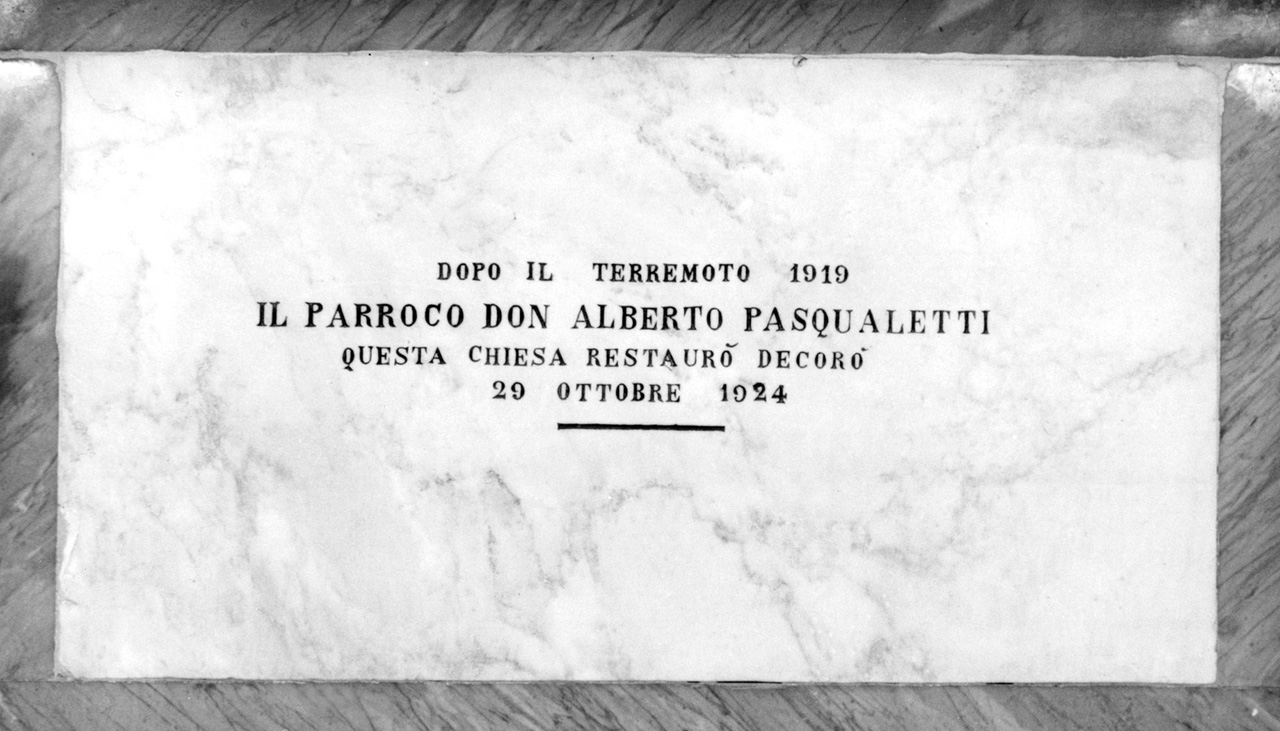 DOPO IL TERREMOTO 1919
IL PARROCO DON ALBERTO PASQUALETTI
QUESTA CHIESA RESTAURÒ DECORÒ
29 OTTOBRE 1924